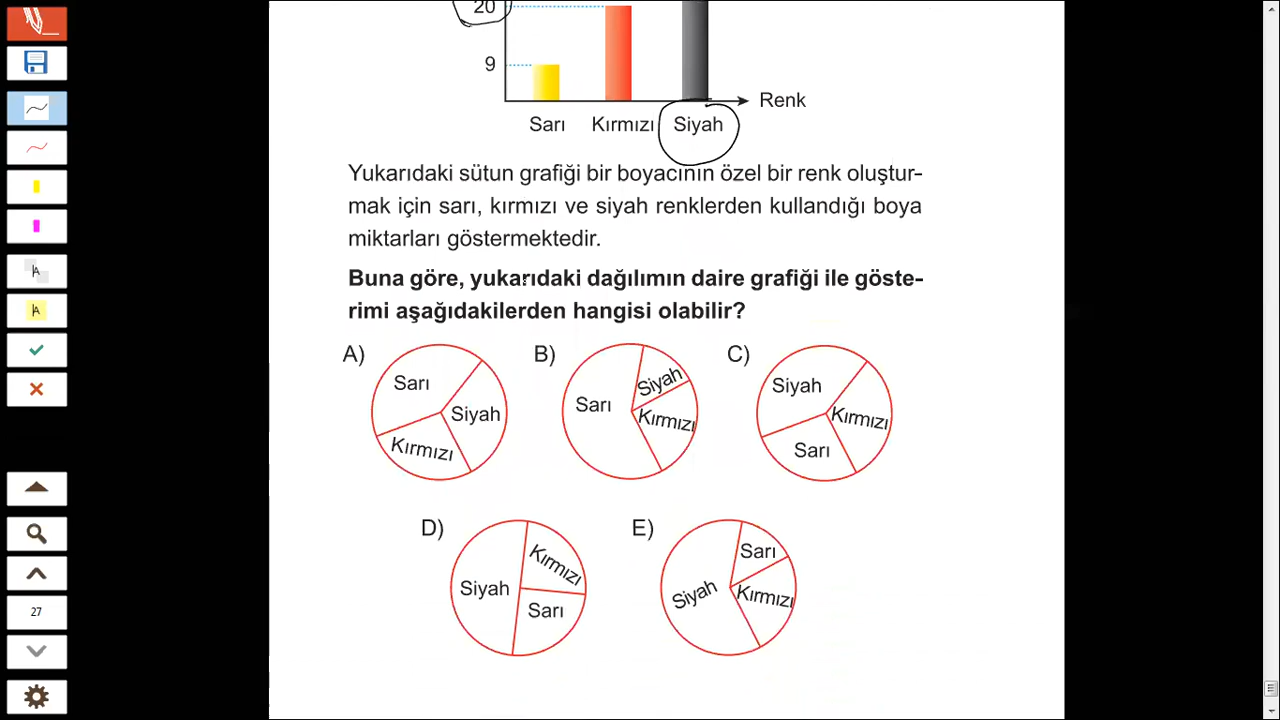 20
9
Renk
Sarı Kırmızı Siyah
Yukarıdaki sütun grafiği bir boyacının özel bir renk oluştur-
mak için sarı, kırmızı ve siyah renklerden kullandığı boya
miktarları göstermektedir.
Buna göre, yukarıdaki dağılımın daire grafiği ile göste-
rimi aşağıdakilerden hangisi olabilir?
A) Sarı Siyah Kırmızı
B) Sarı Siyah Kırmızı
C) Siyah Kırmızı Sarı
D) Siyah Kırmızı Sarı
E) Siyah Sarı Kırmızı
A
A
27